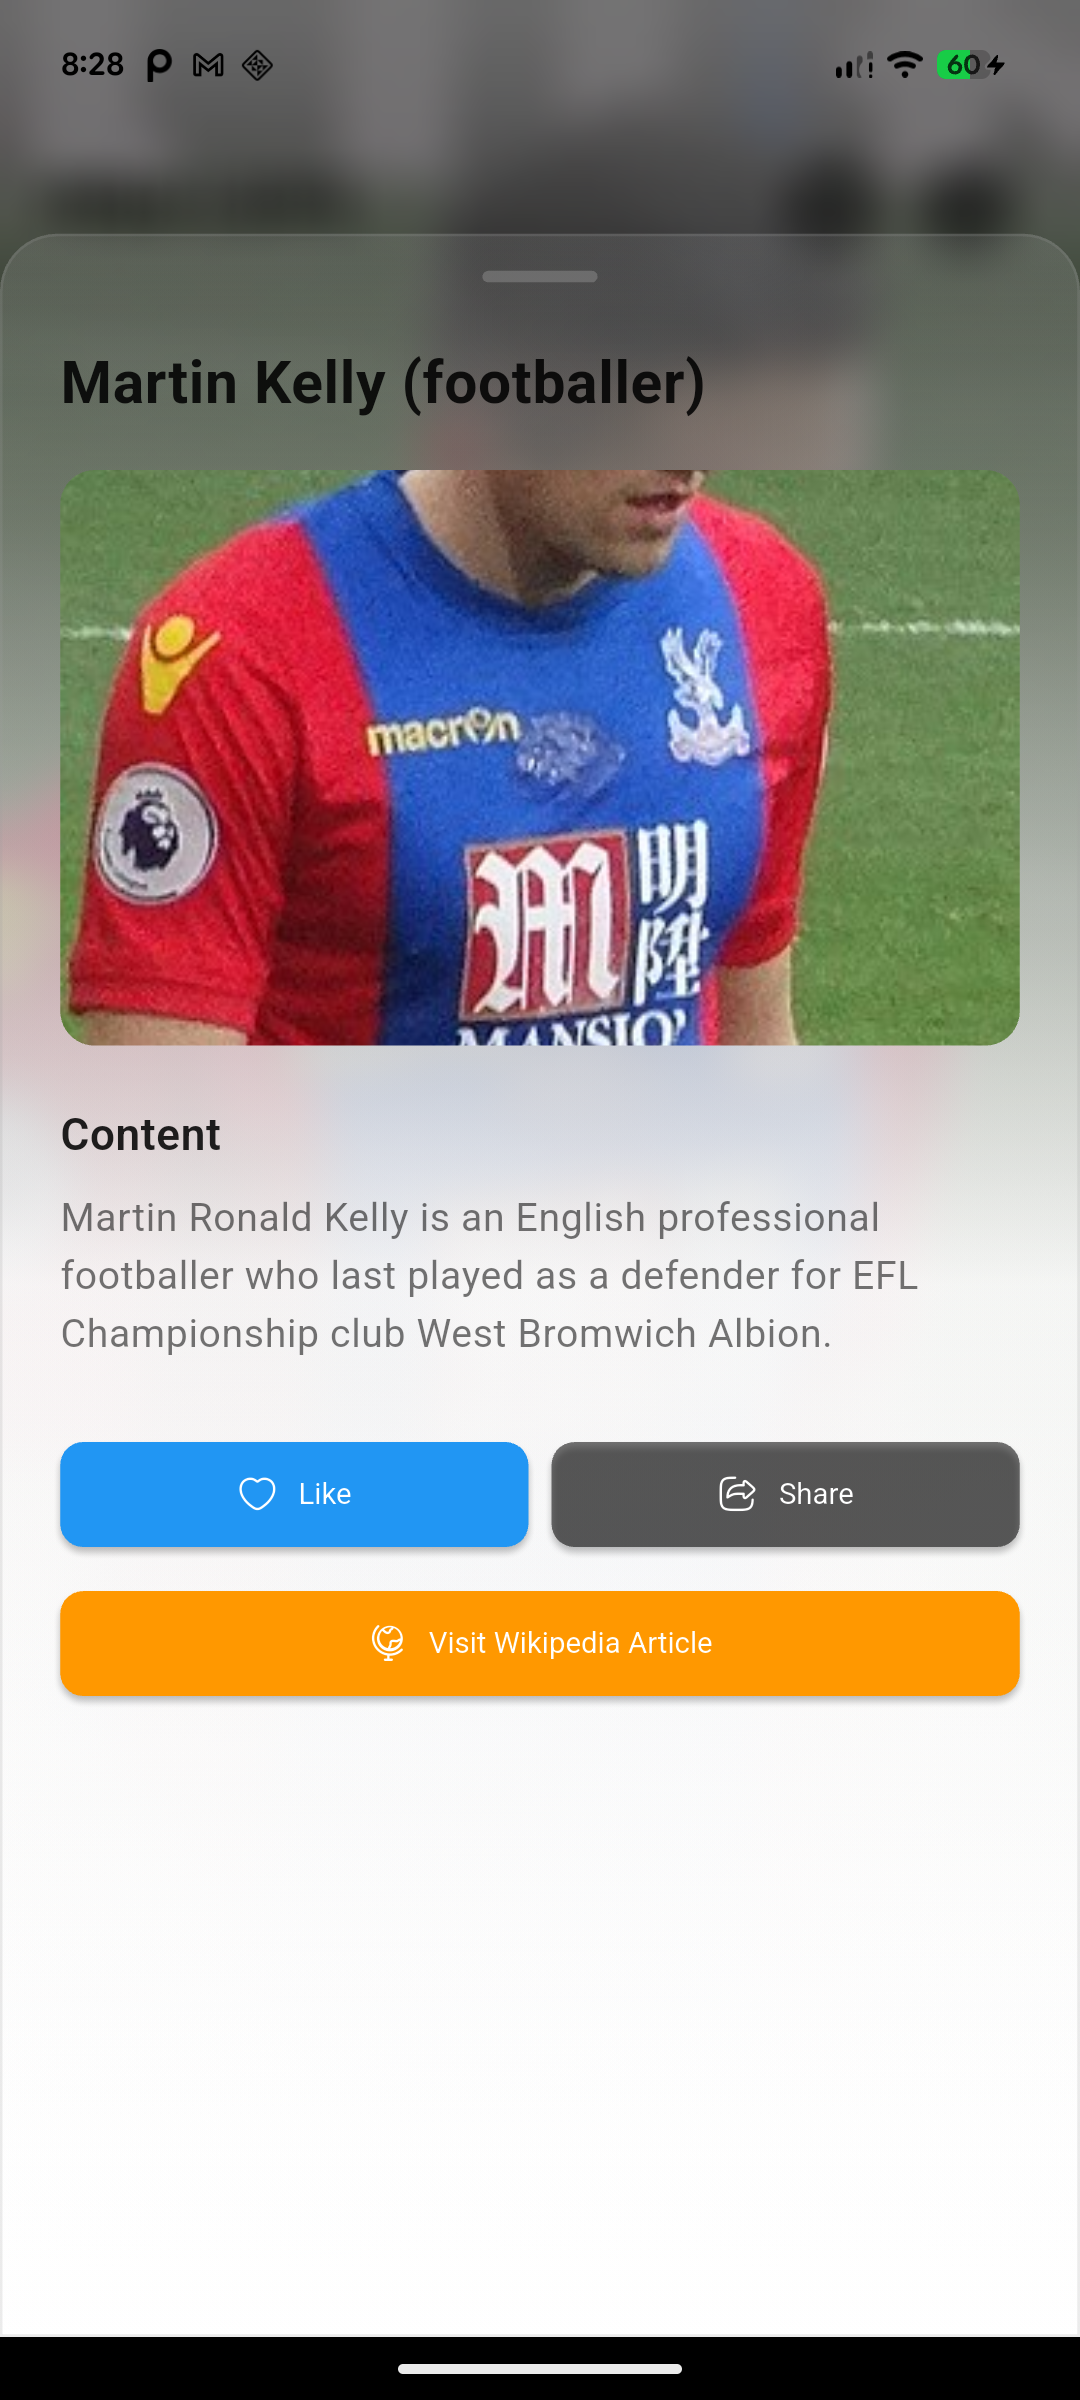 8:28
60
Martin Kelly (footballer)
macron
M 明陞
MANSIO
Content
Martin Ronald Kelly is an English professional
footballer who last played as a defender for EFL
Championship club West Bromwich Albion.
Like
Share
Visit Wikipedia Article